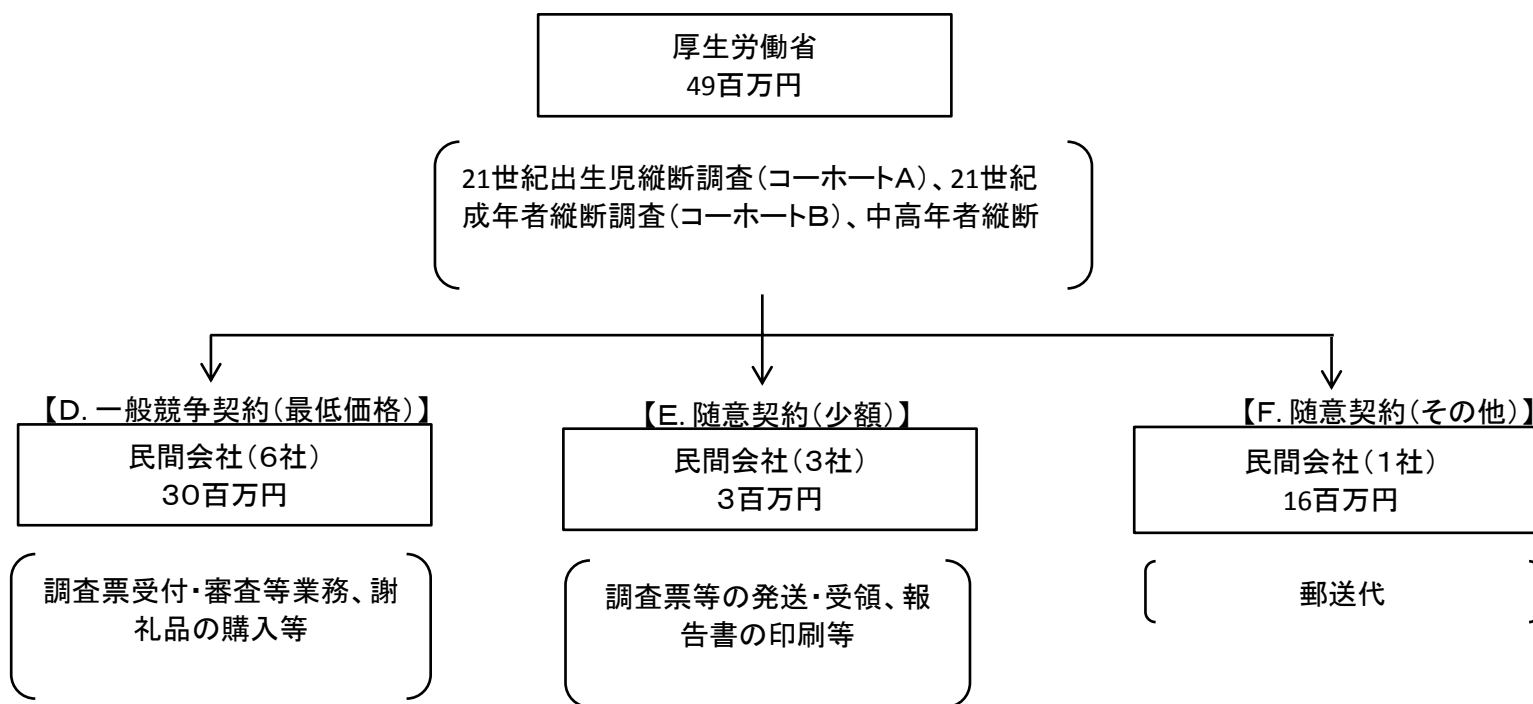 厚生労働省
49百万円
21世紀出生児縦断調査(コーホートA)、21世紀
成年者縦断調査(コーホートB)、中高年者縦断
【D. 一般競争契約(最低価格)】
民間会社(6社)
30百万円
調査票受付・審査等業務、謝
礼品の購入等
【E. 随意契約(少額)】
民間会社(3社)
3百万円
調査票等の発送・受領、報
告書の印刷等
【F. 随意契約(その他)】
民間会社(1社)
16百万円
郵送代